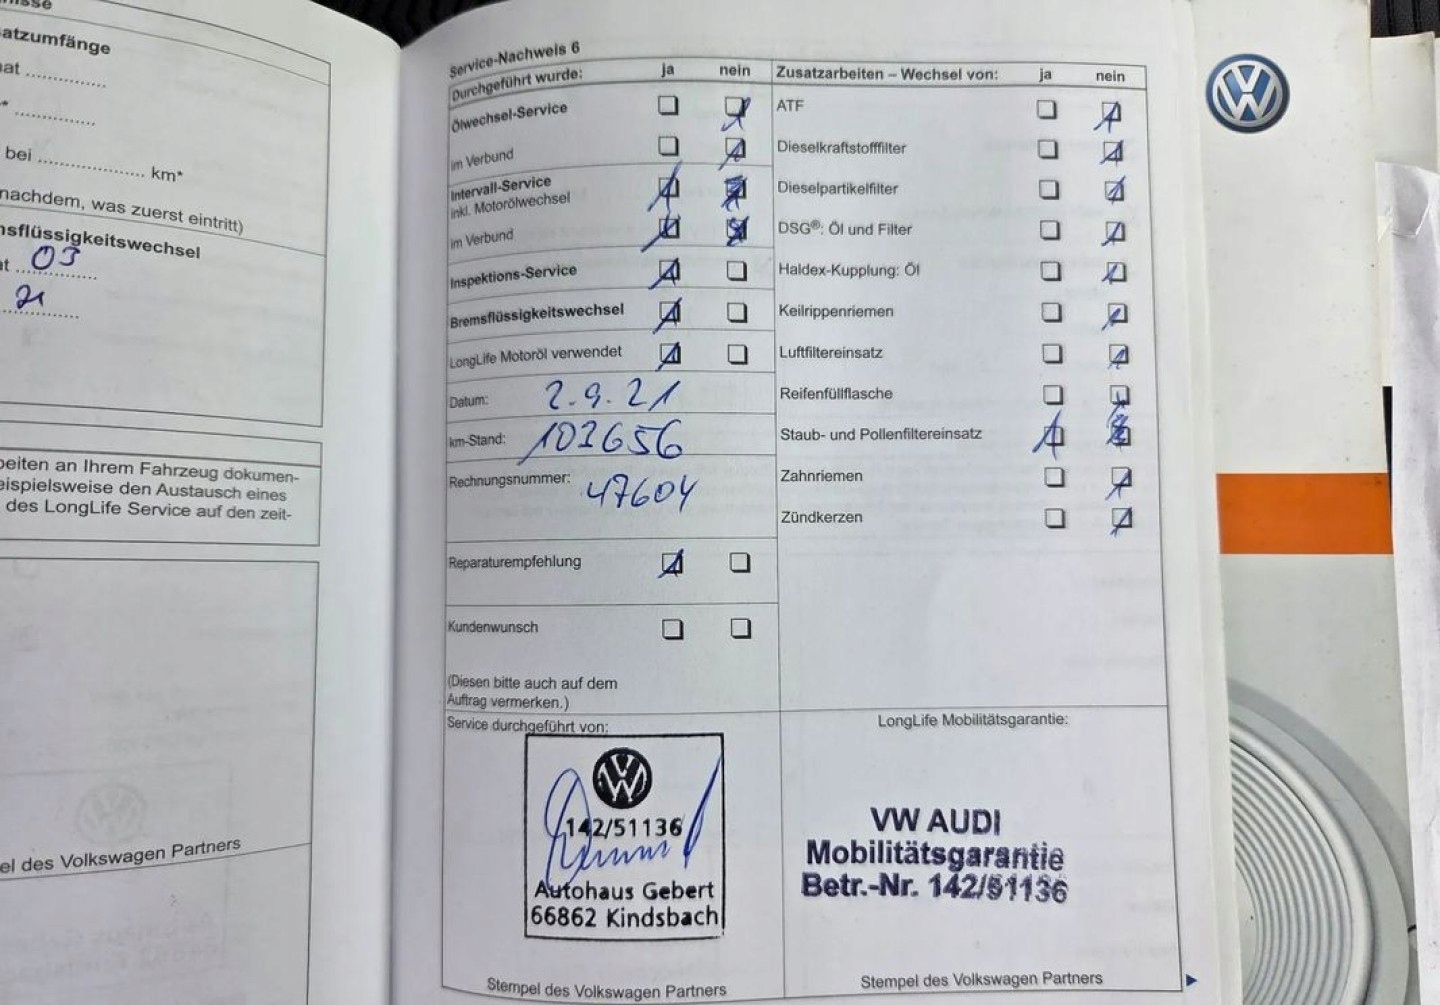 satzumfänge
bei .................... km*
nachdem, was zuerst eintritt)
nsflüssigkeitswechsel
03
21
beiten an Ihrem Fahrzeug dokumen-
eispielsweise den Austausch eines
des LongLife Service auf den zeit-
el des Volkswagen Partners
Service-Nachweis 6
Durchgeführt wurde: ja nein
Ölwechsel-Service
im Verbund
Intervall-Service
inkl. Motorölwechsel
im Verbund
Inspektions-Service
Bremsflüssigkeitswechsel
LongLife Motoröl verwendet
Datum: 2.9.21
km-Stand: 103656
Rechnungsnummer: 47604
Reparaturempfehlung
Kundenwunsch
(Diesen bitte auch auf dem
Auftrag vermerken.)
Zusatzarbeiten – Wechsel von: ja nein
ATF
Dieselkraftstofffilter
Dieselpartikelfilter
DSG®: Öl und Filter
Haldex-Kupplung: Öl
Keilrippenriemen
Luftfiltereinsatz
Reifenfüllflasche
Staub- und Pollenfiltereinsatz
Zahnriemen
Zündkerzen
Service durchgeführt von:
142/51136
Autohaus Gebert
66862 Kindsbach
Stempel des Volkswagen Partners
LongLife Mobilitätsgarantie:
VW AUDI
Mobilitätsgarantie
Betr.-Nr. 142/51136
Stempel des Volkswagen Partners